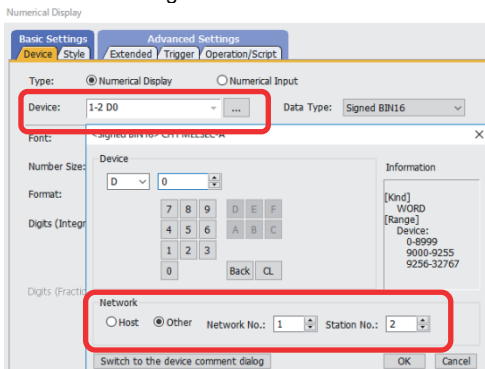 Numerical Display
Basic Settings Advanced Settings
Device Style Extended Trigger Operation/Script
Type: Numerical Display Numerical Input
Device: 1-2 D0 ... Data Type: Signed BIN16
Font:
Number Size:
Format:
Digits (Integr
Digits (Fractio
Device
D 0
7 8 9 D E F
4 5 6 A B C
1 2 3
0 Back CL
Information
[Kind]
WORD
[Range]
Device:
0-8999
9000-9255
9256-32767
Network
Host Other Network No.: 1 Station No.: 2
Switch to the device comment dialog OK Cancel